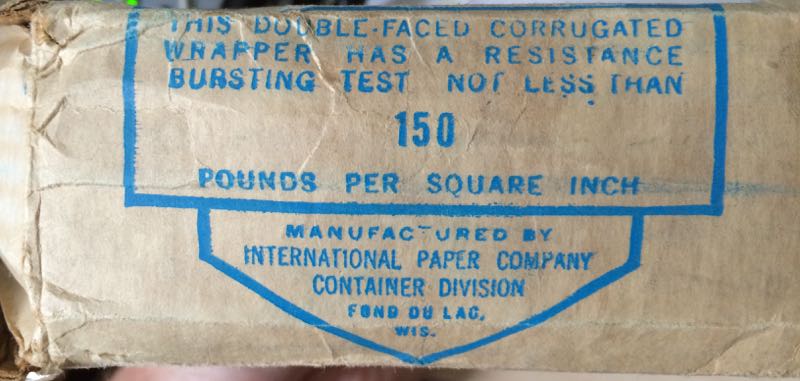 THIS DOUBLE-FACED CORRUGATED
WRAPPER HAS A RESISTANCE
BURSTING TEST NOT LESS THAN
150
POUNDS PER SQUARE INCH
MANUFACTURED BY
INTERNATIONAL PAPER COMPANY
CONTAINER DIVISION
FOND DU LAC,
WIS.